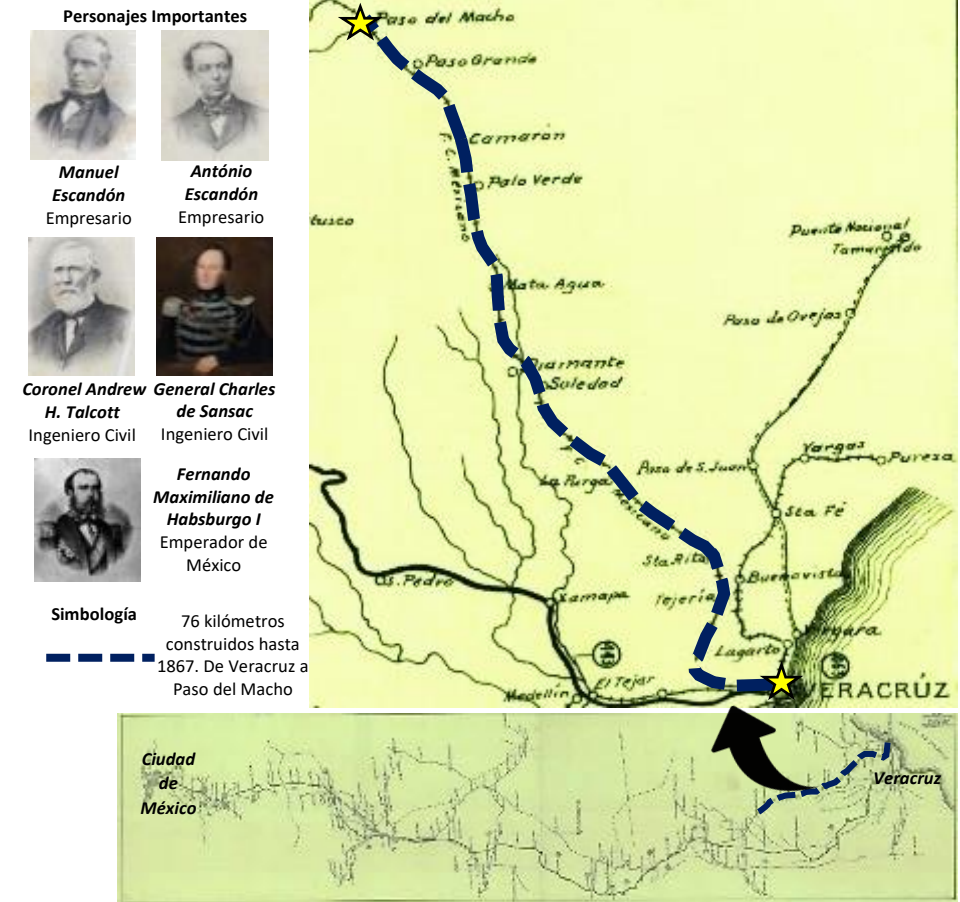 Personajes Importantes
Manuel
Escandón
Empresario
António
Escandón
Empresario
Coronel Andrew
H. Talcott
Ingeniero Civil
General Charles
de Sansac
Ingeniero Civil
Fernando
Maximiliano de
Habsburgo I
Emperador de
México
Simbología
76 kilómetros
construidos hasta
1867. De Veracruz a
Paso del Macho
Paso del Macho
Paso Grande
Camarón
F. C. Mexicano
Palo Verde
tusco
Puente Nacional
Tamarindo
Mata Agua
Paso de Ovejas
Diamante
Soledad
F. C. Mexicano
La Purga
Paso de S. Juan
Vargas
Pureza
Sta Fé
Sta Rita
S. Pedro
Buenavista
Xamapa
Tejería
Vergara
Lagarto
El Tejar
Medellín
VERACRÚZ
Ciudad
de
México
Veracruz